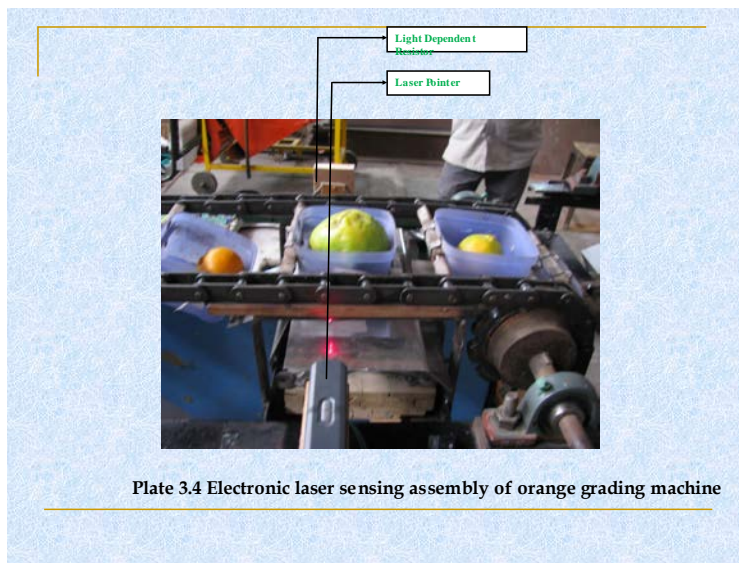 Light Dependent
Resistor
Laser Pointer
Plate 3.4 Electronic laser sensing assembly of orange grading machine